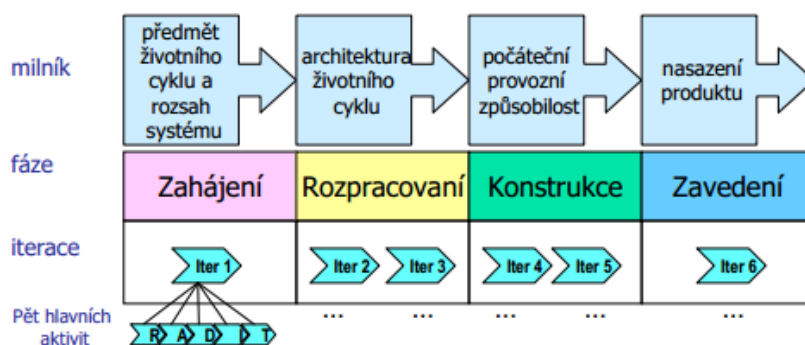 milník
předmět
životního
cyklu a
rozsah
systému
architektura
životního
cyklu
počáteční
provozní
způsobilost
nasazení
produktu
fáze
Zahájení
Rozpracovaní
Konstrukce
Zavedení
iterace
Iter 1
Iter 2
Iter 3
Iter 4
Iter 5
Iter 6
Pět hlavních
aktivit
R A D I T
... ... ... ... ...